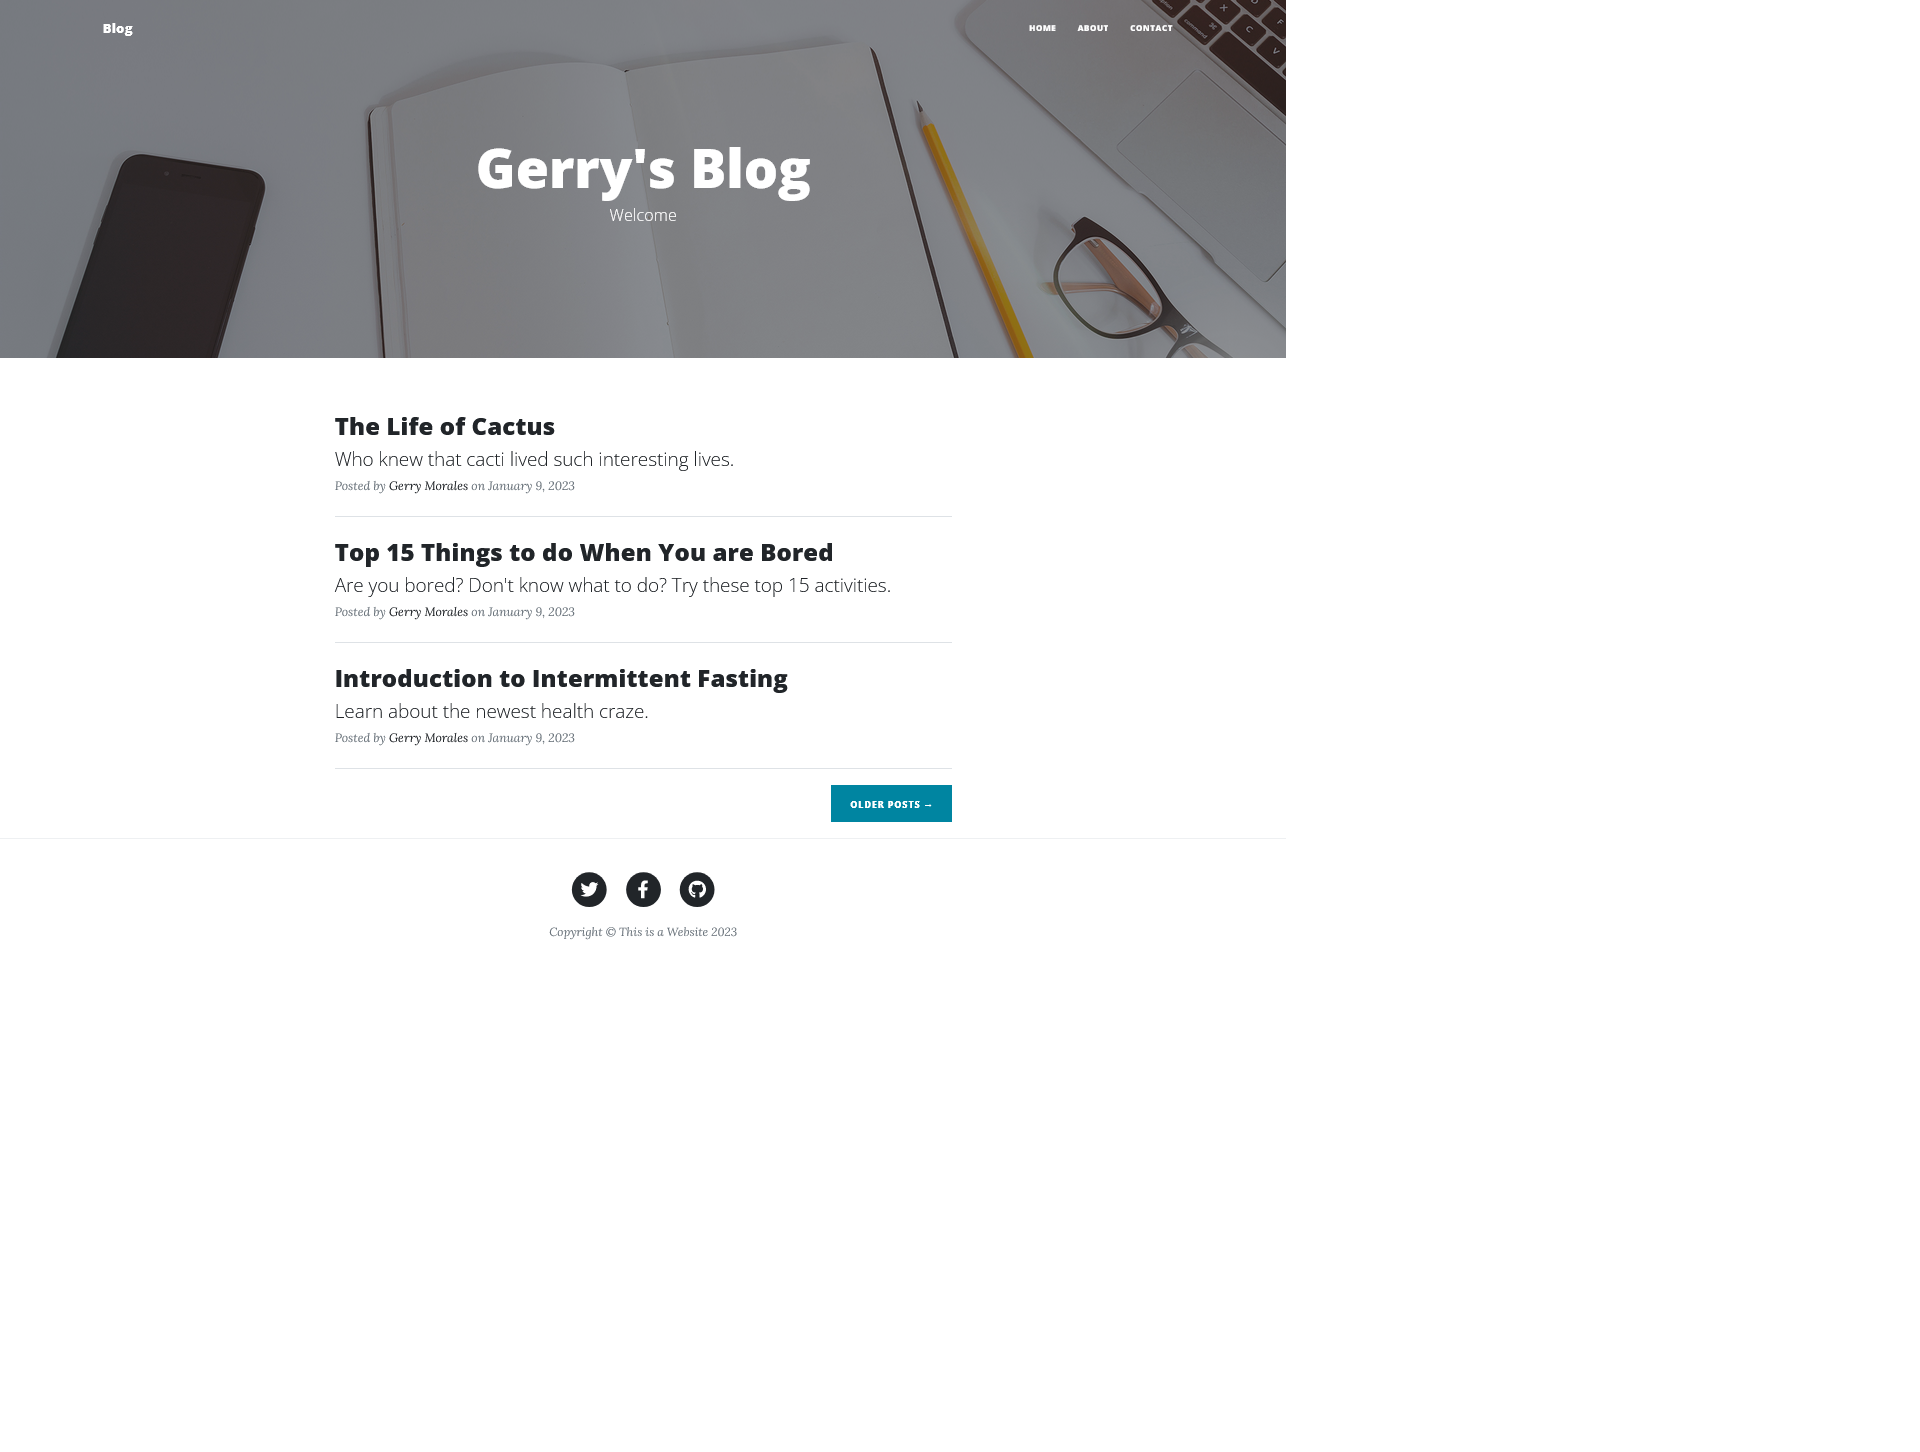 Blog
HOME ABOUT CONTACT
Gerry's Blog
Welcome
The Life of Cactus
Who knew that cacti lived such interesting lives.
Posted by Gerry Morales on January 9, 2023
Top 15 Things to do When You are Bored
Are you bored? Don't know what to do? Try these top 15 activities.
Posted by Gerry Morales on January 9, 2023
Introduction to Intermittent Fasting
Learn about the newest health craze.
Posted by Gerry Morales on January 9, 2023
OLDER POSTS →
Copyright © This is a Website 2023